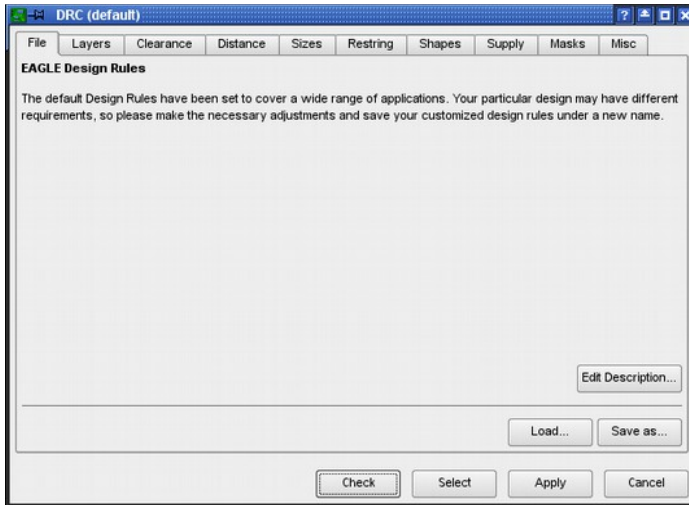 DRC (default)
File Layers Clearance Distance Sizes Restring Shapes Supply Masks Misc
EAGLE Design Rules
The default Design Rules have been set to cover a wide range of applications. Your particular design may have different
requirements, so please make the necessary adjustments and save your customized design rules under a new name.
Edit Description...
Load... Save as...
Check Select Apply Cancel